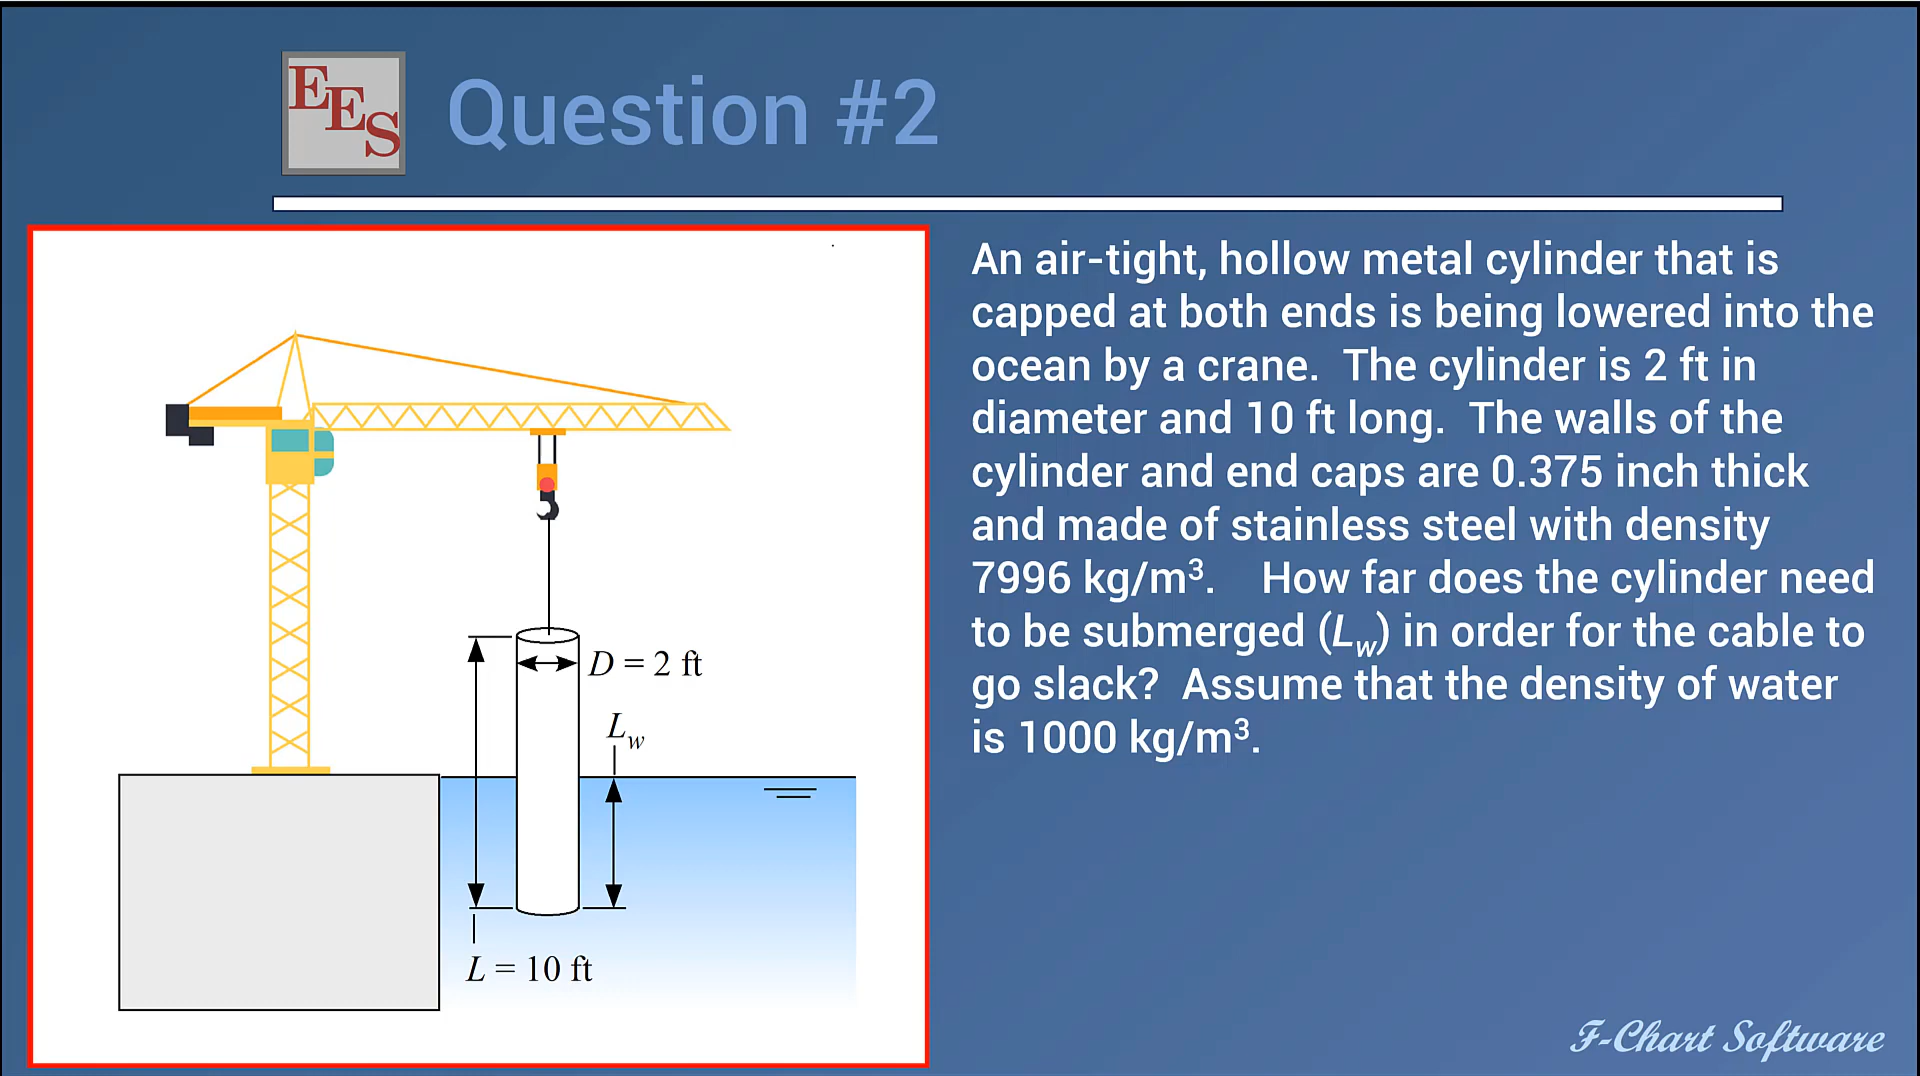 EES
Question #2
An air-tight, hollow metal cylinder that is
capped at both ends is being lowered into the
ocean by a crane.  The cylinder is 2 ft in
diameter and 10 ft long.  The walls of the
cylinder and end caps are 0.375 inch thick
and made of stainless steel with density
7996 kg/m³.    How far does the cylinder need
to be submerged (L_w) in order for the cable to
go slack?  Assume that the density of water
is 1000 kg/m³.
D = 2 ft
L_w
L = 10 ft
F-Chart Software